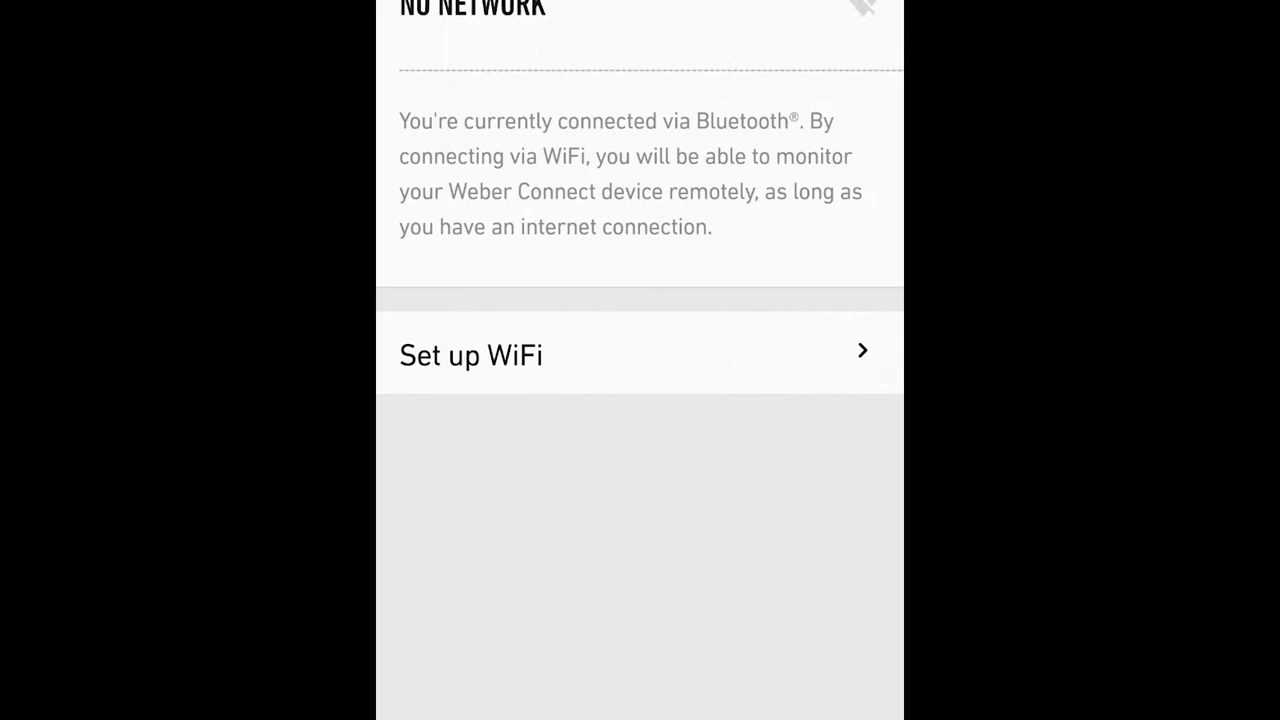 NO NETWORK
You're currently connected via Bluetooth®. By
connecting via WiFi, you will be able to monitor
your Weber Connect device remotely, as long as
you have an internet connection.
Set up WiFi